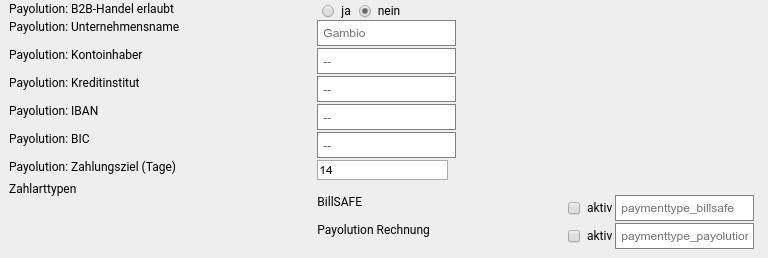 Payolution: B2B-Handel erlaubt ja nein
Payolution: Unternehmensname Gambio
Payolution: Kontoinhaber --
Payolution: Kreditinstitut --
Payolution: IBAN --
Payolution: BIC --
Payolution: Zahlungsziel (Tage) 14
Zahlarttypen
BillSAFE aktiv paymenttype_billsafe
Payolution Rechnung aktiv paymenttype_payolution